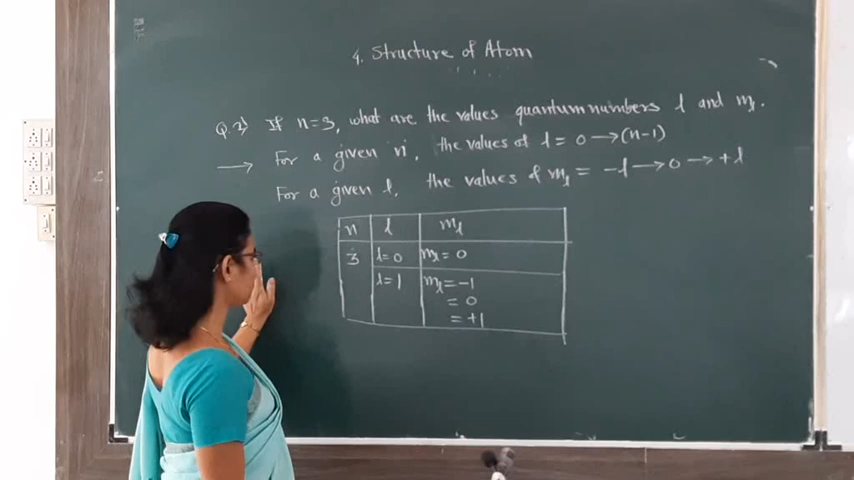 4. Structure of Atom
Q.2) If n=3, what are the values quantum numbers l and ml.
→ For a given 'n', the values of l = 0 → (n-1)
For a given l, the values of ml = -l → 0 → +l
n l ml
3 l=0 ml = 0
l=1 ml = -1
= 0
= +1